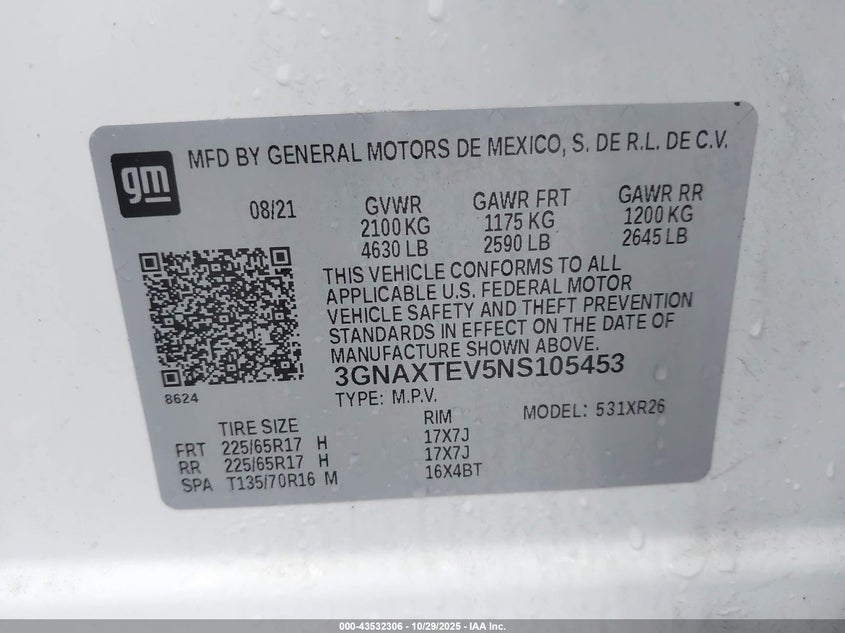 gm
MFD BY GENERAL MOTORS DE MEXICO, S. DE R.L. DE C.V.
08/21 GVWR GAWR FRT GAWR RR
2100 KG 1175 KG 1200 KG
4630 LB 2590 LB 2645 LB
THIS VEHICLE CONFORMS TO ALL
APPLICABLE U.S. FEDERAL MOTOR
VEHICLE SAFETY AND THEFT PREVENTION
STANDARDS IN EFFECT ON THE DATE OF
MANUFACTURE SHOWN ABOVE.
3GNAXTEV5NS105453
8624
TYPE: M.P.V. MODEL: 531XR26
TIRE SIZE RIM
FRT 225/65R17 H 17X7J
RR 225/65R17 H 17X7J
SPA T135/70R16 M 16X4BT
000-43532306 - 10/29/2025 - IAA Inc.